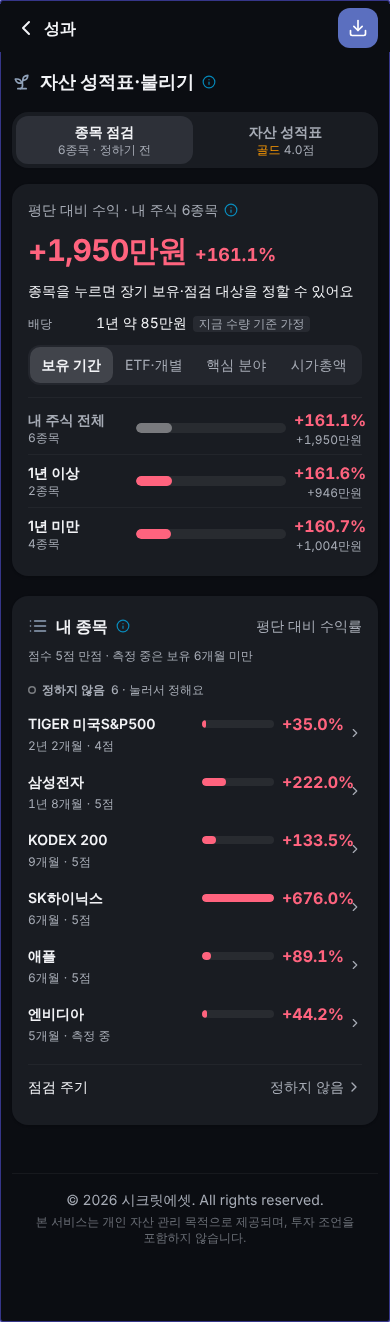 성과
자산 성적표·불리기
종목 점검
6종목 · 정하기 전
자산 성적표
골드 4.0점
평단 대비 수익 · 내 주식 6종목
+1,950만원 +161.1%
종목을 누르면 장기 보유·점검 대상을 정할 수 있어요
배당 1년 약 85만원 지금 수량 기준 가정
보유 기간 ETF·개별 핵심 분야 시가총액
내 주식 전체 +161.1%
6종목 +1,950만원
1년 이상 +161.6%
2종목 +946만원
1년 미만 +160.7%
4종목 +1,004만원
내 종목 평단 대비 수익률
점수 5점 만점 · 측정 중은 보유 6개월 미만
정하지 않음 6 · 눌러서 정해요
TIGER 미국S&P500 +35.0%
2년 2개월 · 4점
삼성전자 +222.0%
1년 8개월 · 5점
KODEX 200 +133.5%
9개월 · 5점
SK하이닉스 +676.0%
6개월 · 5점
애플 +89.1%
6개월 · 5점
엔비디아 +44.2%
5개월 · 측정 중
점검 주기 정하지 않음
© 2026 시크릿에셋. All rights reserved.
본 서비스는 개인 자산 관리 목적으로 제공되며, 투자 조언을
포함하지 않습니다.